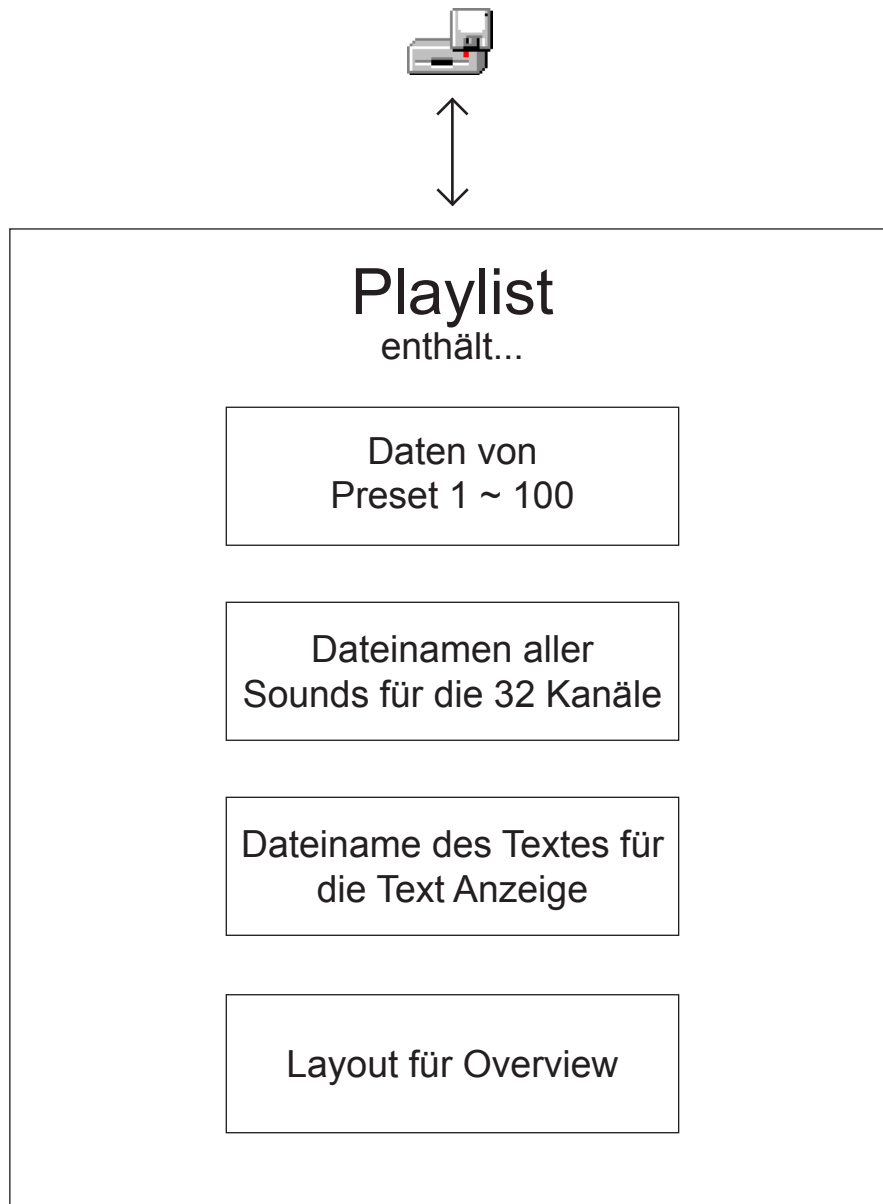 Playlist
enthält...
Daten von
Preset 1 ~ 100
Dateinamen aller
Sounds für die 32 Kanäle
Dateiname des Textes für
die Text Anzeige
Layout für Overview